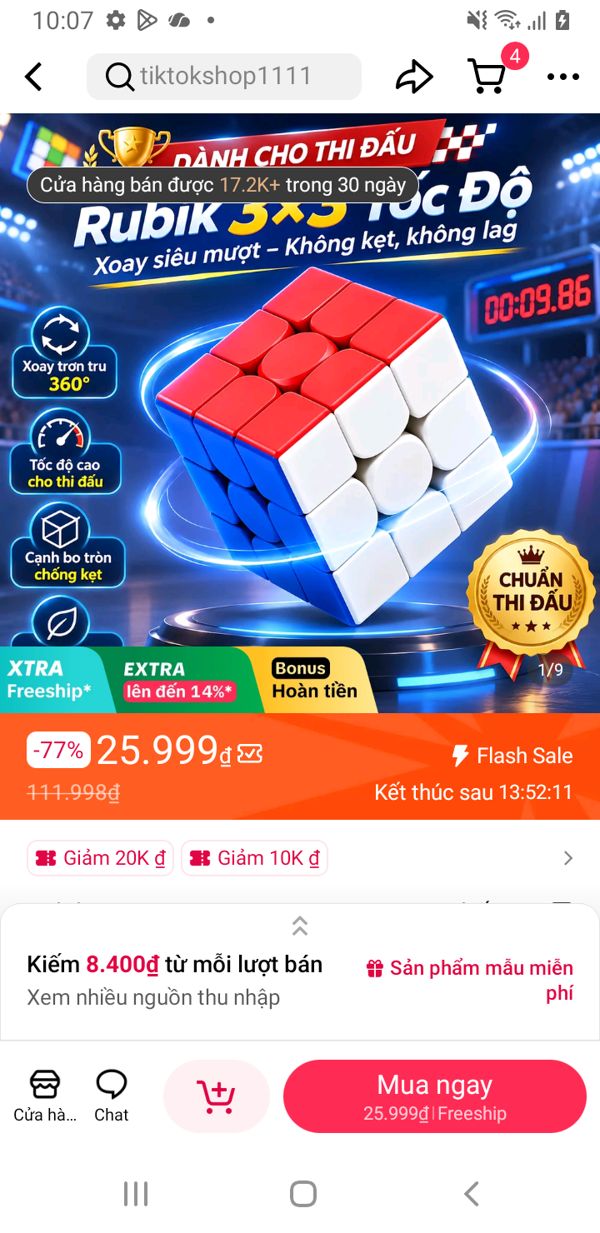 10:07
tiktokshop1111
4
DÀNH CHO THI ĐẤU
Cửa hàng bán được 17.2K+ trong 30 ngày
Rubik 3x3 Tốc Độ
Xoay siêu mượt – Không kẹt, không lag
00:09.86
Xoay trơn tru
360°
Tốc độ cao
cho thi đấu
Cạnh bo tròn
chống kẹt
CHUẨN
THI ĐẤU
1/9
XTRA
Freeship*
EXTRA
lên đến 14%*
Bonus
Hoàn tiền
-77% 25.999₫
Flash Sale
111.998₫
Kết thúc sau 13:52:11
Giảm 20K ₫
Giảm 10K ₫
Kiếm 8.400₫ từ mỗi lượt bán
Xem nhiều nguồn thu nhập
Sản phẩm mẫu miễn
phí
Cửa hà...
Chat
Mua ngay
25.999₫ | Freeship